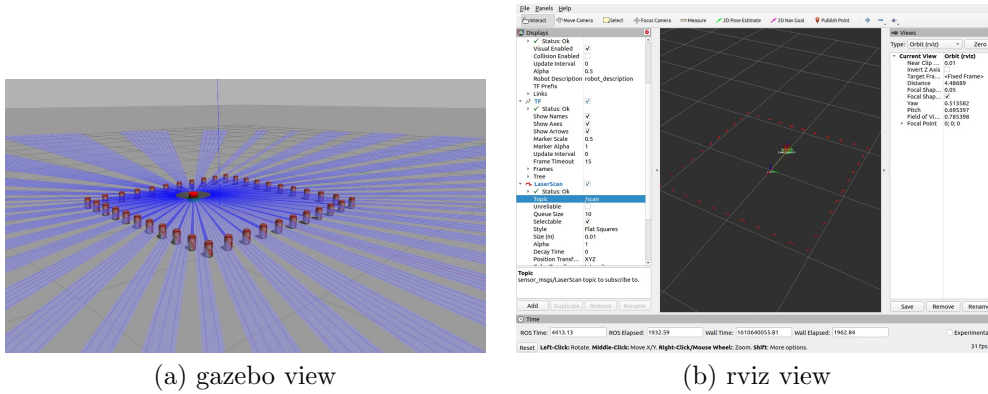 File Panels Help
Interact Move Camera Select Focus Camera Measure 2D Pose Estimate 2D Nav Goal Publish Point
Displays
Status: Ok
Visual Enabled
Collision Enabled
Update Interval 0
Alpha 0.5
Robot Description robot_description
TF Prefix
Links
TF
Status: Ok
Show Names
Show Axes
Show Arrows
Marker Scale 0.5
Marker Alpha 1
Update Interval 0
Frame Timeout 15
Frames
Tree
LaserScan
Status: Ok
Topic /scan
Unreliable
Queue Size 10
Selectable
Style Flat Squares
Size (m) 0.01
Alpha 1
Decay Time 0
Position Transf... XYZ
Topic
sensor_msgs/LaserScan topic to subscribe to.
Add Duplicate Remove Rename
Views
Type: Orbit (rviz) Zero
Current View Orbit (rviz)
Near Clip ... 0.01
Invert Z Axis
Target Fra... <Fixed Frame>
Distance 4.48689
Focal Shap... 0.05
Focal Shap...
Yaw 0.513582
Pitch 0.695397
Field of Vi... 0.785398
Focal Point 0; 0; 0
Save Remove Rename
Time
ROS Time: 4413.13 ROS Elapsed: 1932.59 Wall Time: 1610640055.81 Wall Elapsed: 1962.84 Experimenta
Reset Left-Click: Rotate. Middle-Click: Move X/Y. Right-Click/Mouse Wheel: Zoom. Shift: More options. 31 fps
(a) gazebo view
(b) rviz view